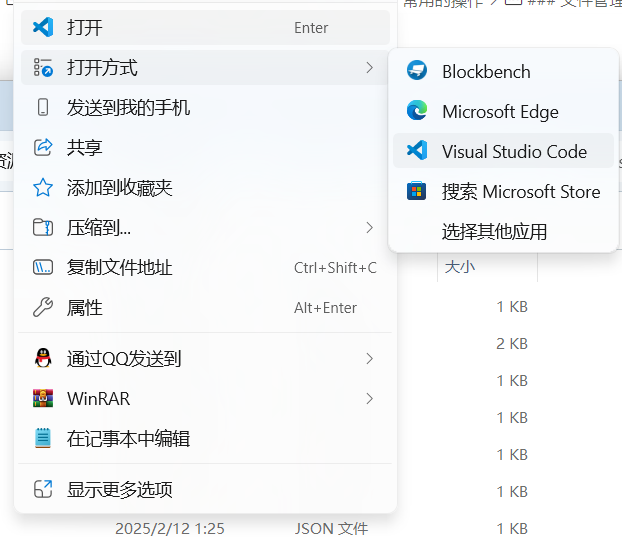 常用的操作 > ### 文件管理
打开 Enter
打开方式
Blockbench
发送到我的手机
Microsoft Edge
共享
Visual Studio Code
添加到收藏夹
搜索 Microsoft Store
压缩到...
选择其他应用
复制文件地址 Ctrl+Shift+C
大小
属性 Alt+Enter
1 KB
2 KB
通过QQ发送到
1 KB
WinRAR
1 KB
在记事本中编辑
1 KB
显示更多选项
1 KB
2025/2/12 1:25 JSON 文件 1 KB